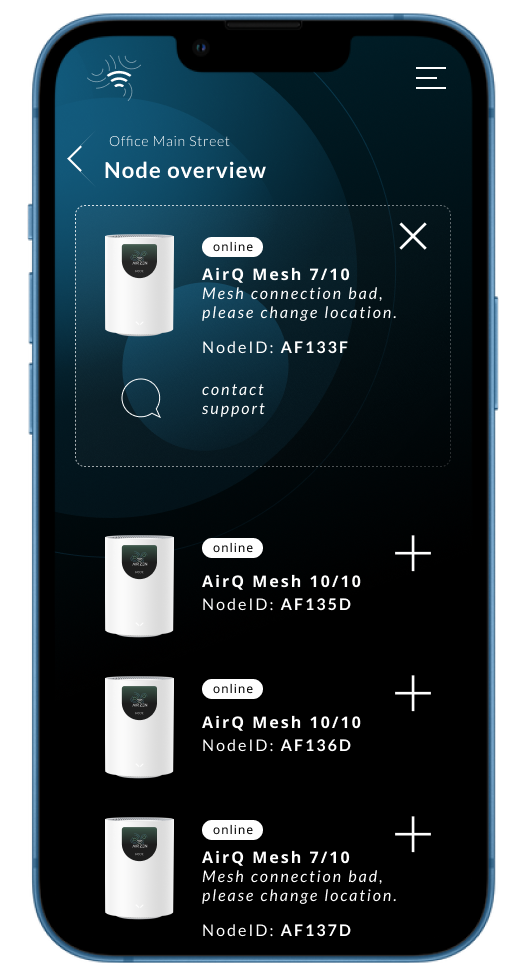 Office Main Street
Node overview
online
AirQ Mesh 7/10
Mesh connection bad,
please change location.
NodeID: AF133F
contact
support
online
AirQ Mesh 10/10
NodeID: AF135D
online
AirQ Mesh 10/10
NodeID: AF136D
online
AirQ Mesh 7/10
Mesh connection bad,
please change location.
NodeID: AF137D